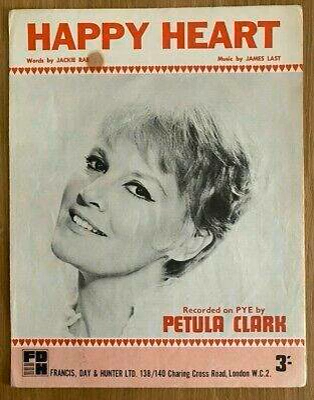 HAPPY HEART
Words by JACKIE RAE Music by JAMES LAST
Recorded on PYE by
PETULA CLARK
FDH
3/-
FRANCIS, DAY & HUNTER LTD. 138/140 Charing Cross Road, London W.C.2.